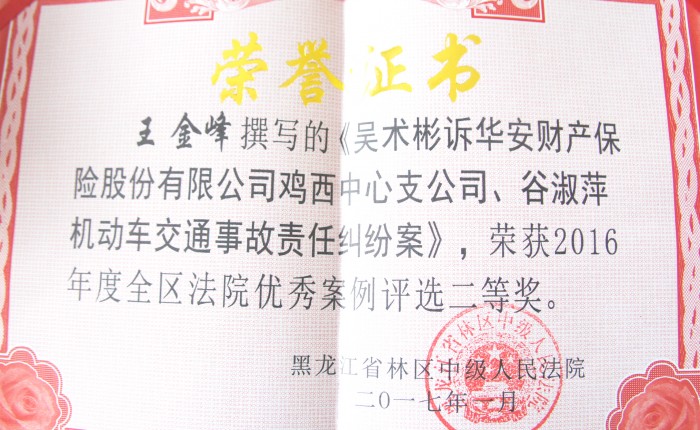 荣誉证书
王金峰撰写的《吴术彬诉华安财产保
险股份有限公司鸡西中心支公司、谷淑萍
机动车交通事故责任纠纷案》，荣获2016
年度全区法院优秀案例评选二等奖。
黑龙江省林区中级人民法院
二〇一七年一月